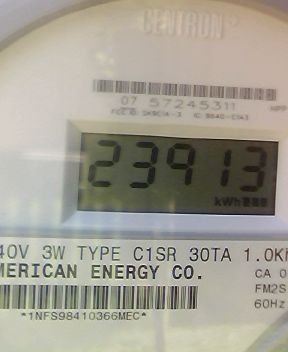 CENTRON
07 57245311
23913
kWh
40V 3W TYPE C1SR 30TA 1.0K
MERICAN ENERGY CO.
CA 0
FM2S
60Hz
*1NFS98410366MEC*